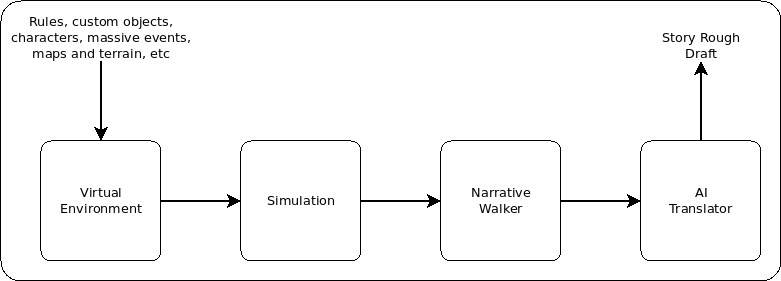 Rules, custom objects,
characters, massive events,
maps and terrain, etc
Story Rough
Draft
Virtual
Environment
Simulation
Narrative
Walker
AI
Translator